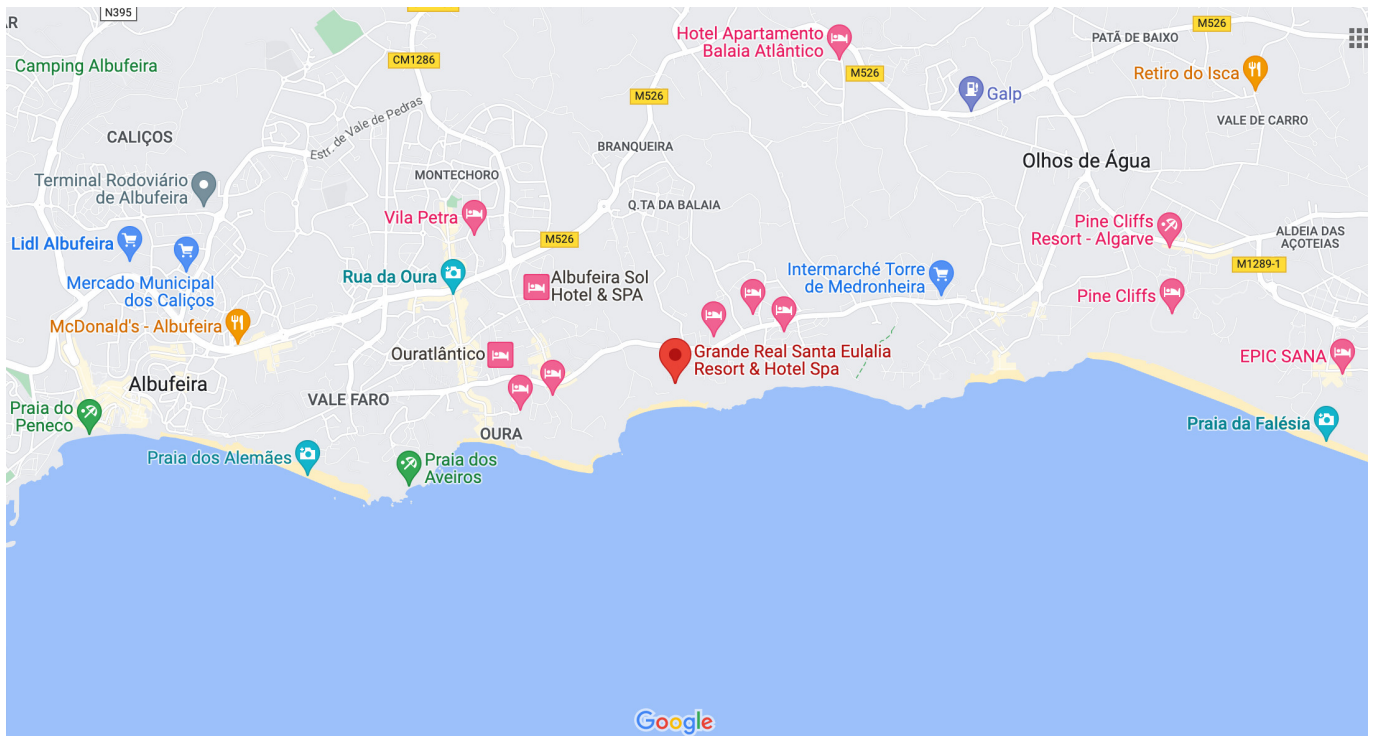 N395
AR
Hotel Apartamento
Balaia Atlântico
M526
PATÃ DE BAIXO
Camping Albufeira
CM1286
M526
Retiro do Isca
M526
Galp
Estr. de Vale de Pedras
VALE DE CARRO
CALIÇOS
BRANQUEIRA
Olhos de Água
Terminal Rodoviário
de Albufeira
MONTECHORO
Vila Petra
Q.TA DA BALAIA
Pine Cliffs
Resort - Algarve
ALDEIA DAS
AÇOTEIAS
Lidl Albufeira
M526
M1289-1
Mercado Municipal
dos Caliços
Rua da Oura
Albufeira Sol
Hotel & SPA
Intermarché Torre
de Medronheira
Pine Cliffs
McDonald's - Albufeira
Ouratlântico
Grande Real Santa Eulalia
Resort & Hotel Spa
EPIC SANA
Albufeira
VALE FARO
Praia do
Peneco
OURA
Praia da Falésia
Praia dos Alemães
Praia dos
Aveiros
Google